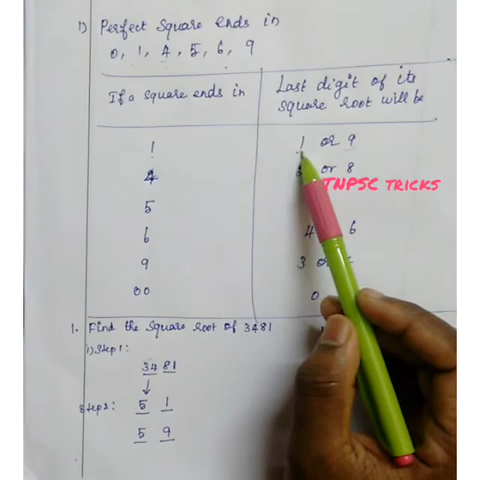 1) Perfect Square ends in
0, 1, 4, 5, 6, 9
If a square ends in
Last digit of its
square root will be
1
1 or 9
4
or 8
TNPSC TRICKS
5
6
4 6
9
3 or
00
0
1. Find the Square root of 3481
i) Step 1:
34 81
↓
Step 2: 5 1
5 9